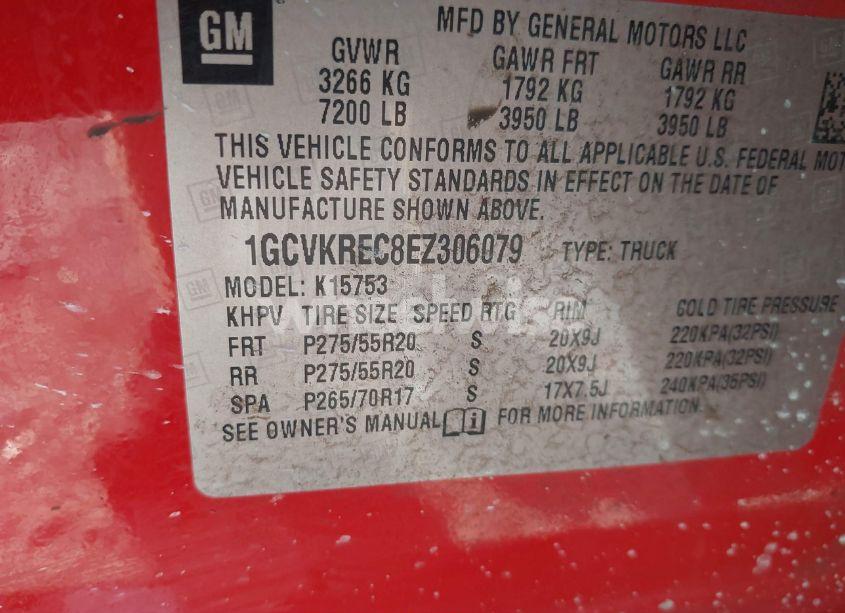 GM
MFD BY GENERAL MOTORS LLC
GVWR GAWR FRT GAWR RR
3266 KG 1792 KG 1792 KG
7200 LB 3950 LB 3950 LB
THIS VEHICLE CONFORMS TO ALL APPLICABLE U.S. FEDERAL MOT
VEHICLE SAFETY STANDARDS IN EFFECT ON THE DATE OF
MANUFACTURE SHOWN ABOVE.
1GCVKREC8EZ306079 TYPE: TRUCK
MODEL: K15753
KHPV TIRE SIZE SPEED RTG RIM COLD TIRE PRESSURE
FRT P275/55R20 S 20X9J 220KPA(32PSI)
RR P275/55R20 S 20X9J 220KPA(32PSI)
SPA P265/70R17 S 17X7.5J 240KPA(35PSI)
SEE OWNER'S MANUAL FOR MORE INFORMATION.